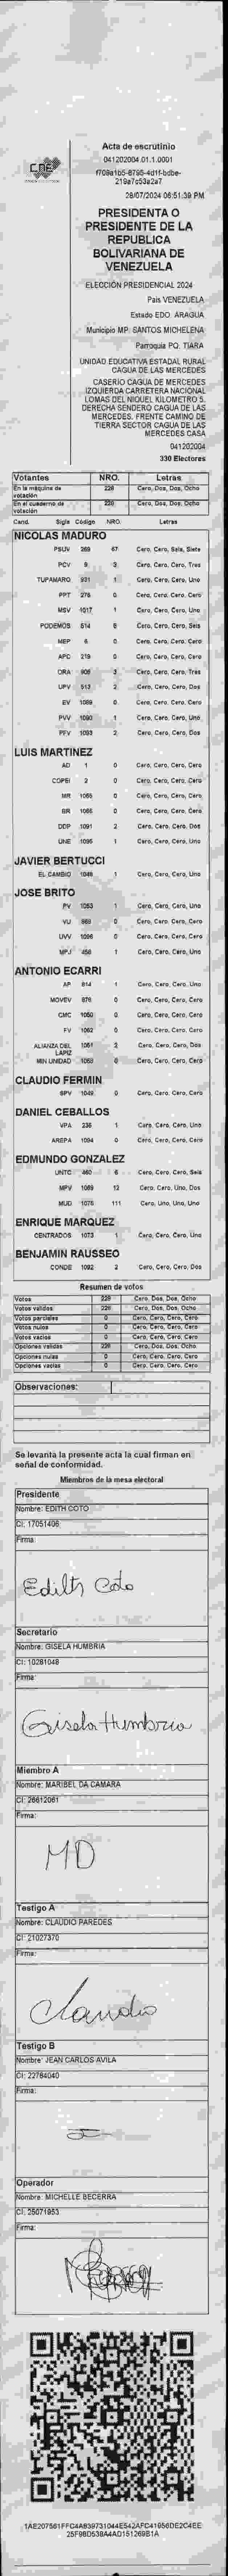 CNE
Acta de escrutinio
041202004.01.1.0001
28/07/2024 06:51:39 PM
PRESIDENTA O
PRESIDENTE DE LA
REPUBLICA
BOLIVARIANA DE
VENEZUELA
ELECCIÓN PRESIDENCIAL 2024
País VENEZUELA
Estado EDO. ARAGUA
Municipio MP. SANTOS MICHELENA
Parroquia PQ. TIARA
UNIDAD EDUCATIVA ESTADAL RURAL
CAGUA DE LAS MERCEDES
CASERIO CAGUA DE MERCEDES
IZQUIERDA CARRETERA NACIONAL
LOMAS DEL NIQUEL KILOMETRO 5.
DERECHA SENDERO CAGUA DE LAS
MERCEDES. FRENTE CAMINO DE
TIERRA SECTOR CAGUA DE LAS
MERCEDES CASA
041202004
330 Electores
Votantes NRO. Letras
En la máquina de votación 228 Cero, Dos, Dos, Ocho
En el cuaderno de votación 228 Cero, Dos, Dos, Ocho
Cand. Sigla Código NRO. Letras
NICOLAS MADURO
PSUV 269 67 Cero, Cero, Seis, Siete
PCV 3 Cero, Cero, Cero, Tres
TUPAMARO 931 1 Cero, Cero, Cero, Uno
PPT 275 0 Cero, Cero, Cero, Cero
MSV 1017 1 Cero, Cero, Cero, Uno
PODEMOS 514 Cero, Cero, Cero, Seis
MEP 6 0 Cero, Cero, Cero, Cero
APC 219 0 Cero, Cero, Cero, Cero
ORA 906 3 Cero, Cero, Cero, Tres
UPV 513 2 Cero, Cero, Cero, Dos
EV 1089 0 Cero, Cero, Cero, Cero
PVV 1090 1 Cero, Cero, Cero, Uno
PFV 1093 2 Cero, Cero, Cero, Dos
LUIS MARTINEZ
AD 1 0 Cero, Cero, Cero, Cero
COPEI 2 0 Cero, Cero, Cero, Cero
MR 1055 0 Cero, Cero, Cero, Cero
BR 1066 0 Cero, Cero, Cero, Cero
DDP 1091 2 Cero, Cero, Cero, Dos
UNE 1095 1 Cero, Cero, Cero, Uno
JAVIER BERTUCCI
EL CAMBIO 1048 1 Cero, Cero, Cero, Uno
JOSE BRITO
PV 1053 1 Cero, Cero, Cero, Uno
VU 969 0 Cero, Cero, Cero, Cero
UVV 1096 0 Cero, Cero, Cero, Cero
MPJ 458 1 Cero, Cero, Cero, Uno
ANTONIO ECARRI
AP 814 1 Cero, Cero, Cero, Uno
MOVEV 976 0 Cero, Cero, Cero, Cero
CMC 1050 0 Cero, Cero, Cero, Cero
FV 1062 0 Cero, Cero, Cero, Cero
ALIANZA DEL LAPIZ 1051 2 Cero, Cero, Cero, Dos
MIN UNIDAD 1058 0 Cero, Cero, Cero, Cero
CLAUDIO FERMIN
SPV 1049 0 Cero, Cero, Cero, Cero
DANIEL CEBALLOS
VPA 235 1 Cero, Cero, Cero, Uno
AREPA 1094 0 Cero, Cero, Cero, Cero
EDMUNDO GONZALEZ
UNTC 460 6 Cero, Cero, Cero, Seis
MPV 1069 12 Cero, Cero, Uno, Dos
MUD 1075 111 Cero, Uno, Uno, Uno
ENRIQUE MARQUEZ
CENTRADOS 1073 1 Cero, Cero, Cero, Uno
BENJAMIN RAUSSEO
CONDE 1092 2 Cero, Cero, Cero, Dos
Resumen de votos
Votos 228 Cero, Dos, Dos, Ocho
Votos validos 228 Cero, Dos, Dos, Ocho
Votos parciales 0 Cero, Cero, Cero, Cero
Votos nulos 0 Cero, Cero, Cero, Cero
Votos vacios 0 Cero, Cero, Cero, Cero
Opciones validas 228 Cero, Dos, Dos, Ocho
Opciones nulas 0 Cero, Cero, Cero, Cero
Opciones vacias 0 Cero, Cero, Cero, Cero
Observaciones:
Se levanta la presente acta la cual firman en
señal de conformidad.
Miembros de la mesa electoral
Presidente
Nombre: EDITH COTO
CI: 17051406
Firma:
Edith Coto
Secretario
Nombre: GISELA HUMBRIA
CI: 10281048
Firma:
Gisela Humbria
Miembro A
Nombre: MARIBEL DA CAMARA
CI: 26612061
Firma:
MD
Testigo A
Nombre: CLAUDIO PAREDES
CI: 21027370
Firma:
Claudio
Testigo B
Nombre: JEAN CARLOS AVILA
CI: 22784040
Firma:
Operador
Nombre: MICHELLE BECERRA
CI: 25071953
Firma: